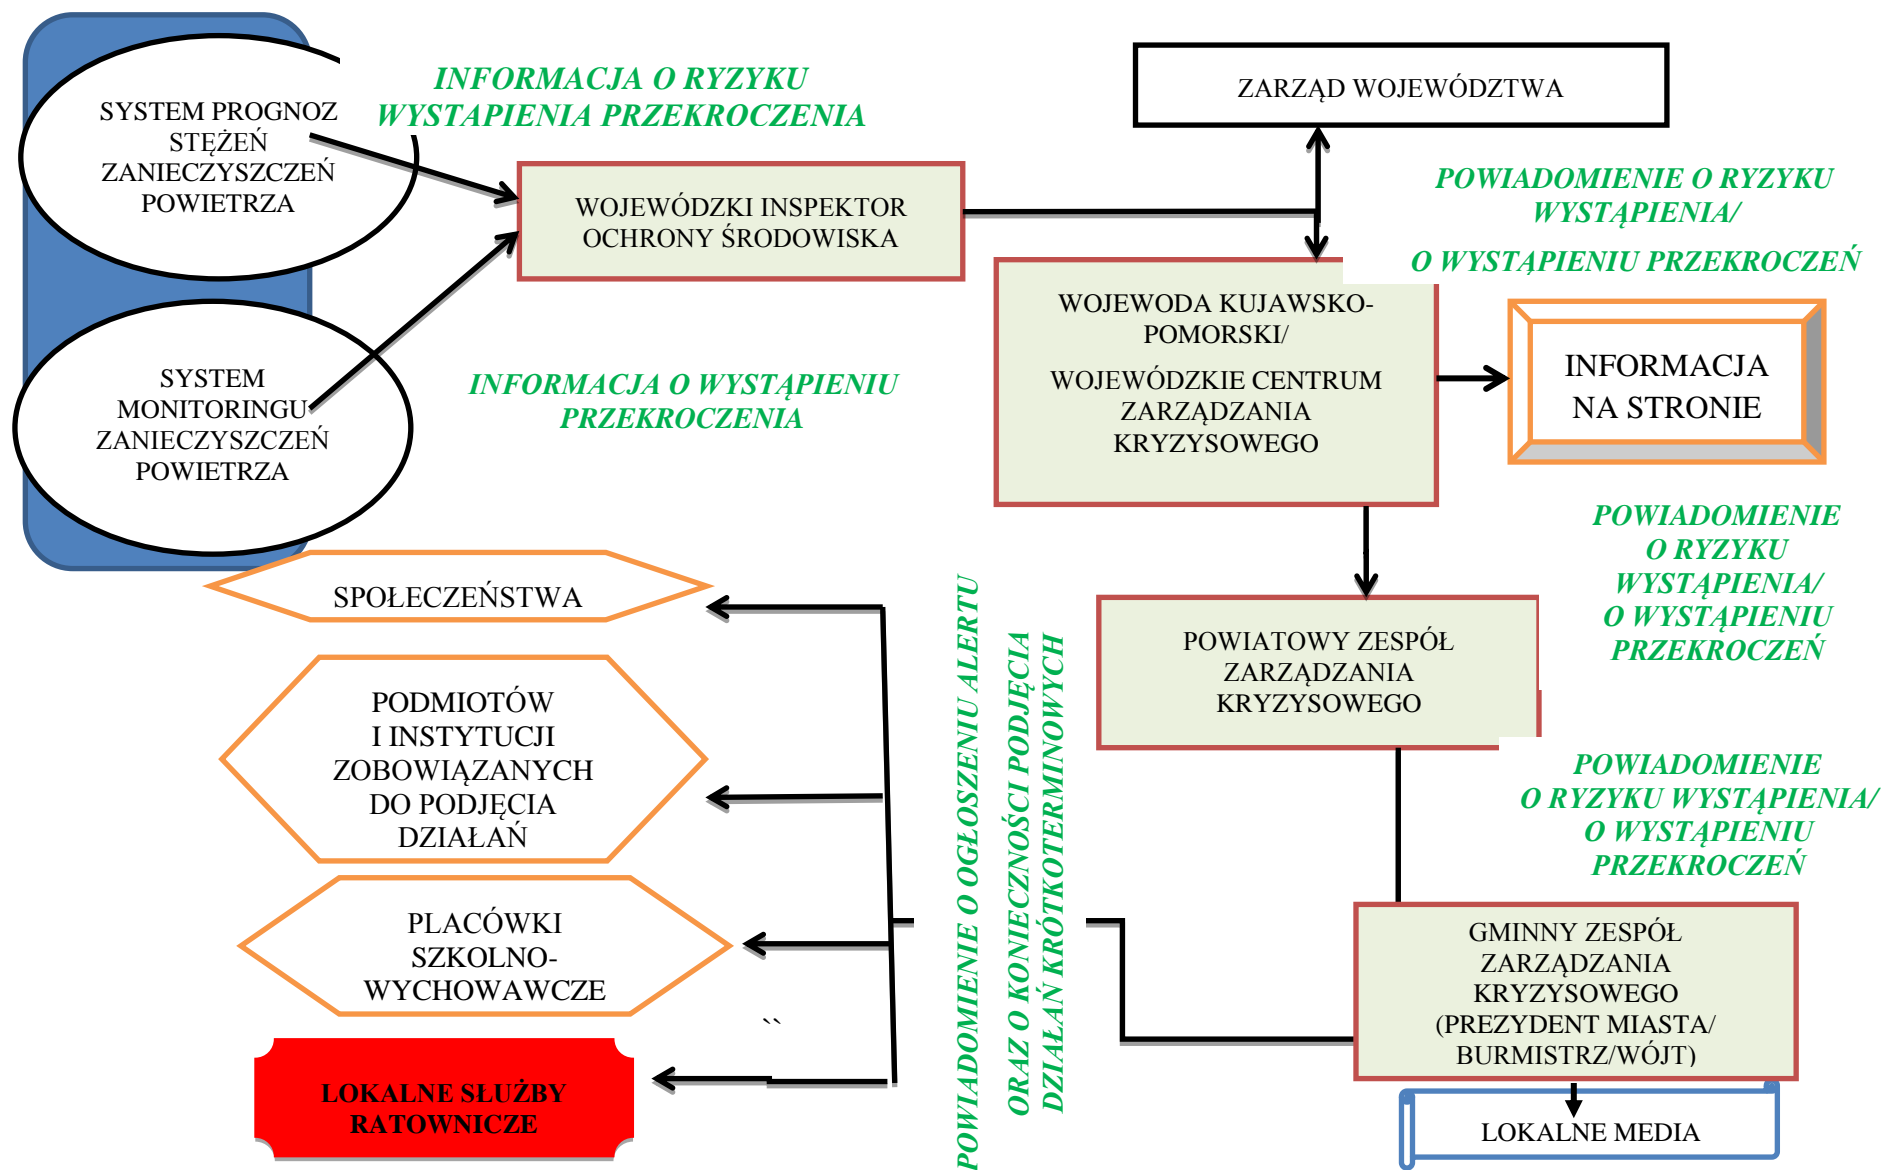 SYSTEM PROGNOZ
STĘŻEŃ
ZANIECZYSZCZEŃ
POWIETRZA
INFORMACJA O RYZYKU
WYSTAPIENIA PRZEKROCZENIA
ZARZĄD WOJEWÓDZTWA
WOJEWÓDZKI INSPEKTOR
OCHRONY ŚRODOWISKA
POWIADOMIENIE O RYZYKU
WYSTĄPIENIA/
O WYSTĄPIENIU PRZEKROCZEŃ
SYSTEM
MONITORINGU
ZANIECZYSZCZEŃ
POWIETRZA
INFORMACJA O WYSTĄPIENIU
PRZEKROCZENIA
WOJEWODA KUJAWSKO-
POMORSKI/
WOJEWÓDZKIE CENTRUM
ZARZĄDZANIA
KRYZYSOWEGO
INFORMACJA
NA STRONIE
POWIADOMIENIE
O RYZYKU
WYSTĄPIENIA/
O WYSTĄPIENIU
PRZEKROCZEŃ
POWIATOWY ZESPÓŁ
ZARZĄDZANIA
KRYZYSOWEGO
POWIADOMIENIE
O RYZYKU WYSTĄPIENIA/
O WYSTĄPIENIU
PRZEKROCZEŃ
GMINNY ZESPÓŁ
ZARZĄDZANIA
KRYZYSOWEGO
(PREZYDENT MIASTA/
BURMISTRZ/WÓJT)
LOKALNE MEDIA
POWIADOMIENIE O OGŁOSZENIU ALERTU
ORAZ O KONIECZNOŚCI PODJĘCIA
DZIAŁAŃ KRÓTKOTERMINOWYCH
SPOŁECZEŃSTWA
PODMIOTÓW
I INSTYTUCJI
ZOBOWIĄZANYCH
DO PODJĘCIA
DZIAŁAŃ
PLACÓWKI
SZKOLNO-
WYCHOWAWCZE
``
LOKALNE SŁUŻBY
RATOWNICZE